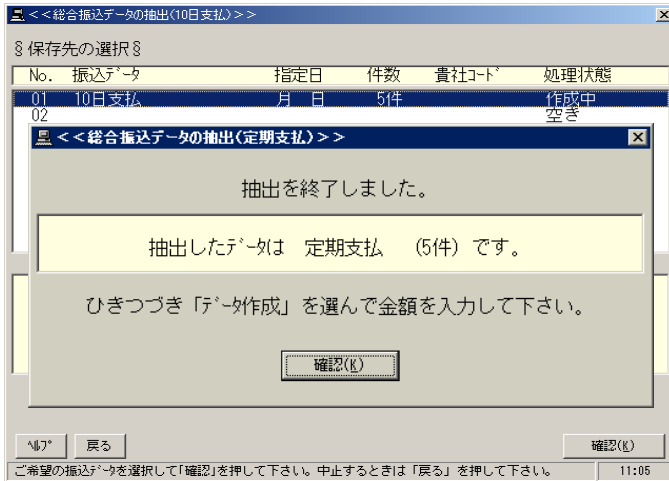 <<総合振込データの抽出(10日支払)>>
§保存先の選択§
No. 振込ﾃﾞｰﾀ 指定日 件数 貴社ｺｰﾄﾞ 処理状態
01 10日支払 月 日 5件 作成中
02 空き
<<総合振込データの抽出(定期支払)>>
抽出を終了しました。
抽出したﾃﾞｰﾀは 定期支払 (5件) です。
ひきつづき「ﾃﾞｰﾀ作成」を選んで金額を入力して下さい。
確認(K)
ﾍﾙﾌﾟ 戻る 確認(K)
ご希望の振込ﾃﾞｰﾀを選択して「確認」を押して下さい。中止するときは「戻る」を押して下さい。 11:05